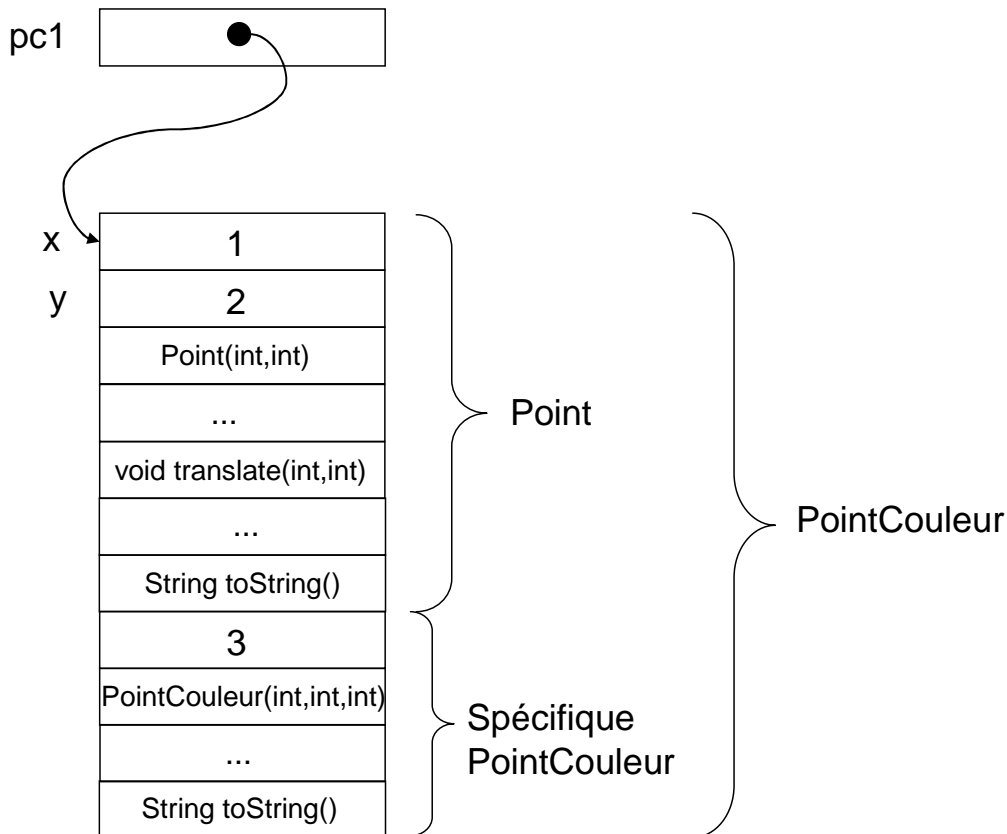 pc1
x
1
y
2
Point(int,int)
...
void translate(int,int)
...
String toString()
Point
3
PointCouleur(int,int,int)
...
String toString()
Spécifique
PointCouleur
PointCouleur